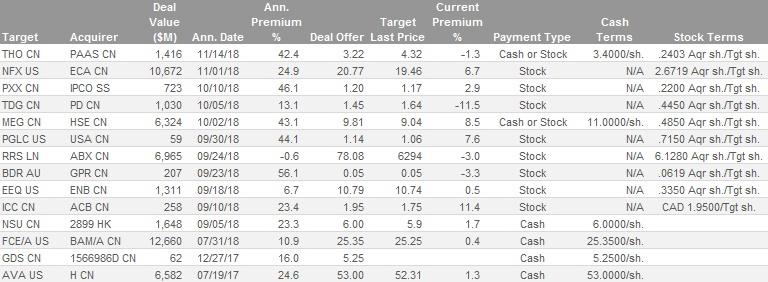 Deal Ann. Current
Value Premium Target Premium Cash
Target Acquirer ($M) Ann. Date % Deal Offer Last Price % Payment Type Terms Stock Terms
THO CN PAAS CN 1,416 11/14/18 42.4 3.22 4.32 -1.3 Cash or Stock 3.4000/sh. .2403 Aqr sh./Tgt sh.
NFX US ECA CN 10,672 11/01/18 24.9 20.77 19.46 6.7 Stock N/A 2.6719 Aqr sh./Tgt sh.
PXX CN IPCO SS 723 10/10/18 46.1 1.20 1.17 2.9 Stock N/A .2200 Aqr sh./Tgt sh.
TDG CN PD CN 1,030 10/05/18 13.1 1.45 1.64 -11.5 Stock N/A .4450 Aqr sh./Tgt sh.
MEG CN HSE CN 6,324 10/02/18 43.1 9.81 9.04 8.5 Cash or Stock 11.0000/sh. .4850 Aqr sh./Tgt sh.
PGLC US USA CN 59 09/30/18 44.1 1.14 1.06 7.6 Stock N/A .7150 Aqr sh./Tgt sh.
RRS LN ABX CN 6,965 09/24/18 -0.6 78.08 6294 -3.0 Stock N/A 6.1280 Aqr sh./Tgt sh.
BDR AU GPR CN 207 09/23/18 56.1 0.05 0.05 -3.3 Stock N/A .0619 Aqr sh./Tgt sh.
EEQ US ENB CN 1,311 09/18/18 6.7 10.79 10.74 0.5 Stock N/A .3350 Aqr sh./Tgt sh.
ICC CN ACB CN 258 09/10/18 23.4 1.95 1.75 11.4 Stock N/A CAD 1.9500/Tgt sh.
NSU CN 2899 HK 1,648 09/05/18 23.3 6.00 5.9 1.7 Cash 6.0000/sh.
FCE/A US BAM/A CN 12,660 07/31/18 10.9 25.35 25.25 0.4 Cash 25.3500/sh.
GDS CN 1566986D CN 62 12/27/17 16.0 5.25 Cash 5.2500/sh.
AVA US H CN 6,582 07/19/17 24.6 53.00 52.31 1.3 Cash 53.0000/sh.